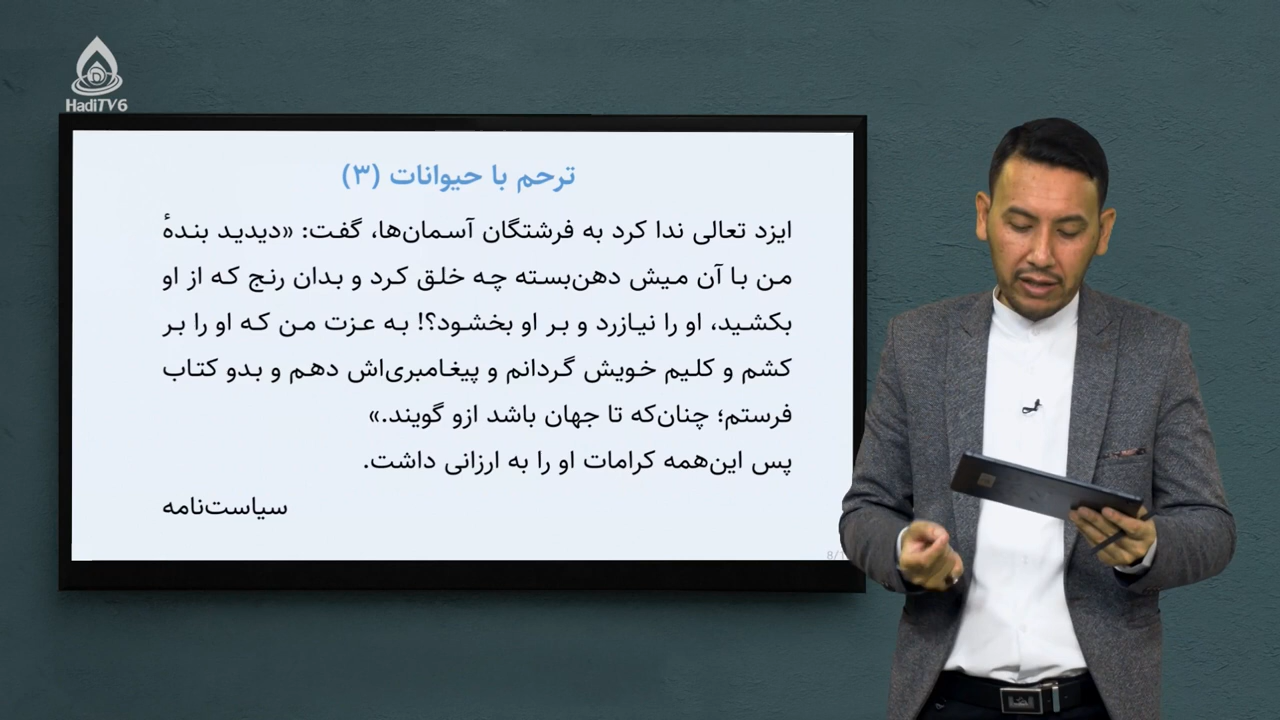 HadiTV6
ترحم با حیوانات (۳)
ایزد تعالی ندا کرد به فرشتگان آسمان‌ها، گفت: «دیدید بندهٔ
من با آن میش دهن‌بسته چه خلق کرد و بدان رنج که از او
بکشید، او را نیازرد و بر او بخشود؟! به عزت من که او را بر
کشم و کلیم خویش گردانم و پیغامبری‌اش دهم و بدو کتاب
فرستم؛ چنان‌که تا جهان باشد ازو گویند.»
پس این‌همه کرامات او را به ارزانی داشت.
سیاست‌نامه